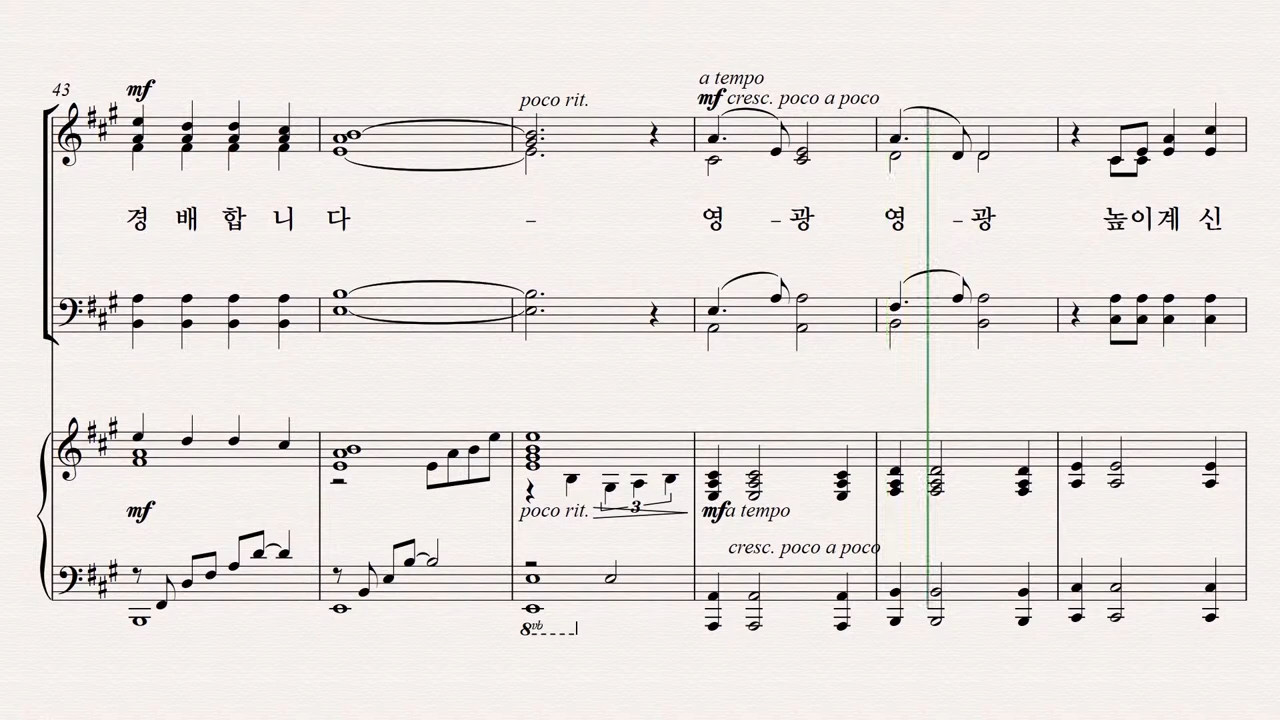 43
mf
poco rit.
a tempo
mf cresc. poco a poco
경 배 합 니 다 - 영 - 광 영 - 광 높이계 신
mf
poco rit.
3
mf a tempo
cresc. poco a poco
8vb